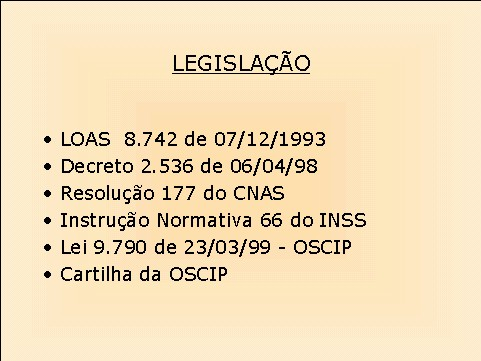 LEGISLAÇÃO
• LOAS 8.742 de 07/12/1993
• Decreto 2.536 de 06/04/98
• Resolução 177 do CNAS
• Instrução Normativa 66 do INSS
• Lei 9.790 de 23/03/99 - OSCIP
• Cartilha da OSCIP